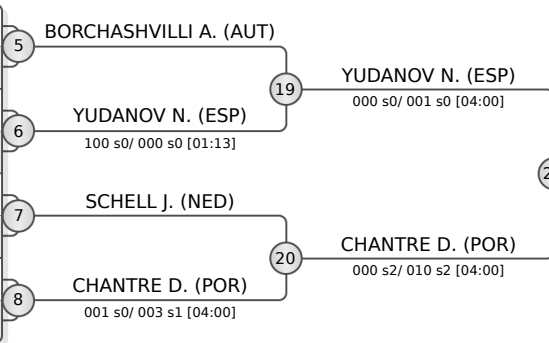 5
BORCHASHVILLI A. (AUT)
19
YUDANOV N. (ESP)
000 s0/ 001 s0 [04:00]
6
YUDANOV N. (ESP)
100 s0/ 000 s0 [01:13]
7
SCHELL J. (NED)
20
CHANTRE D. (POR)
000 s2/ 010 s2 [04:00]
8
CHANTRE D. (POR)
001 s0/ 003 s1 [04:00]